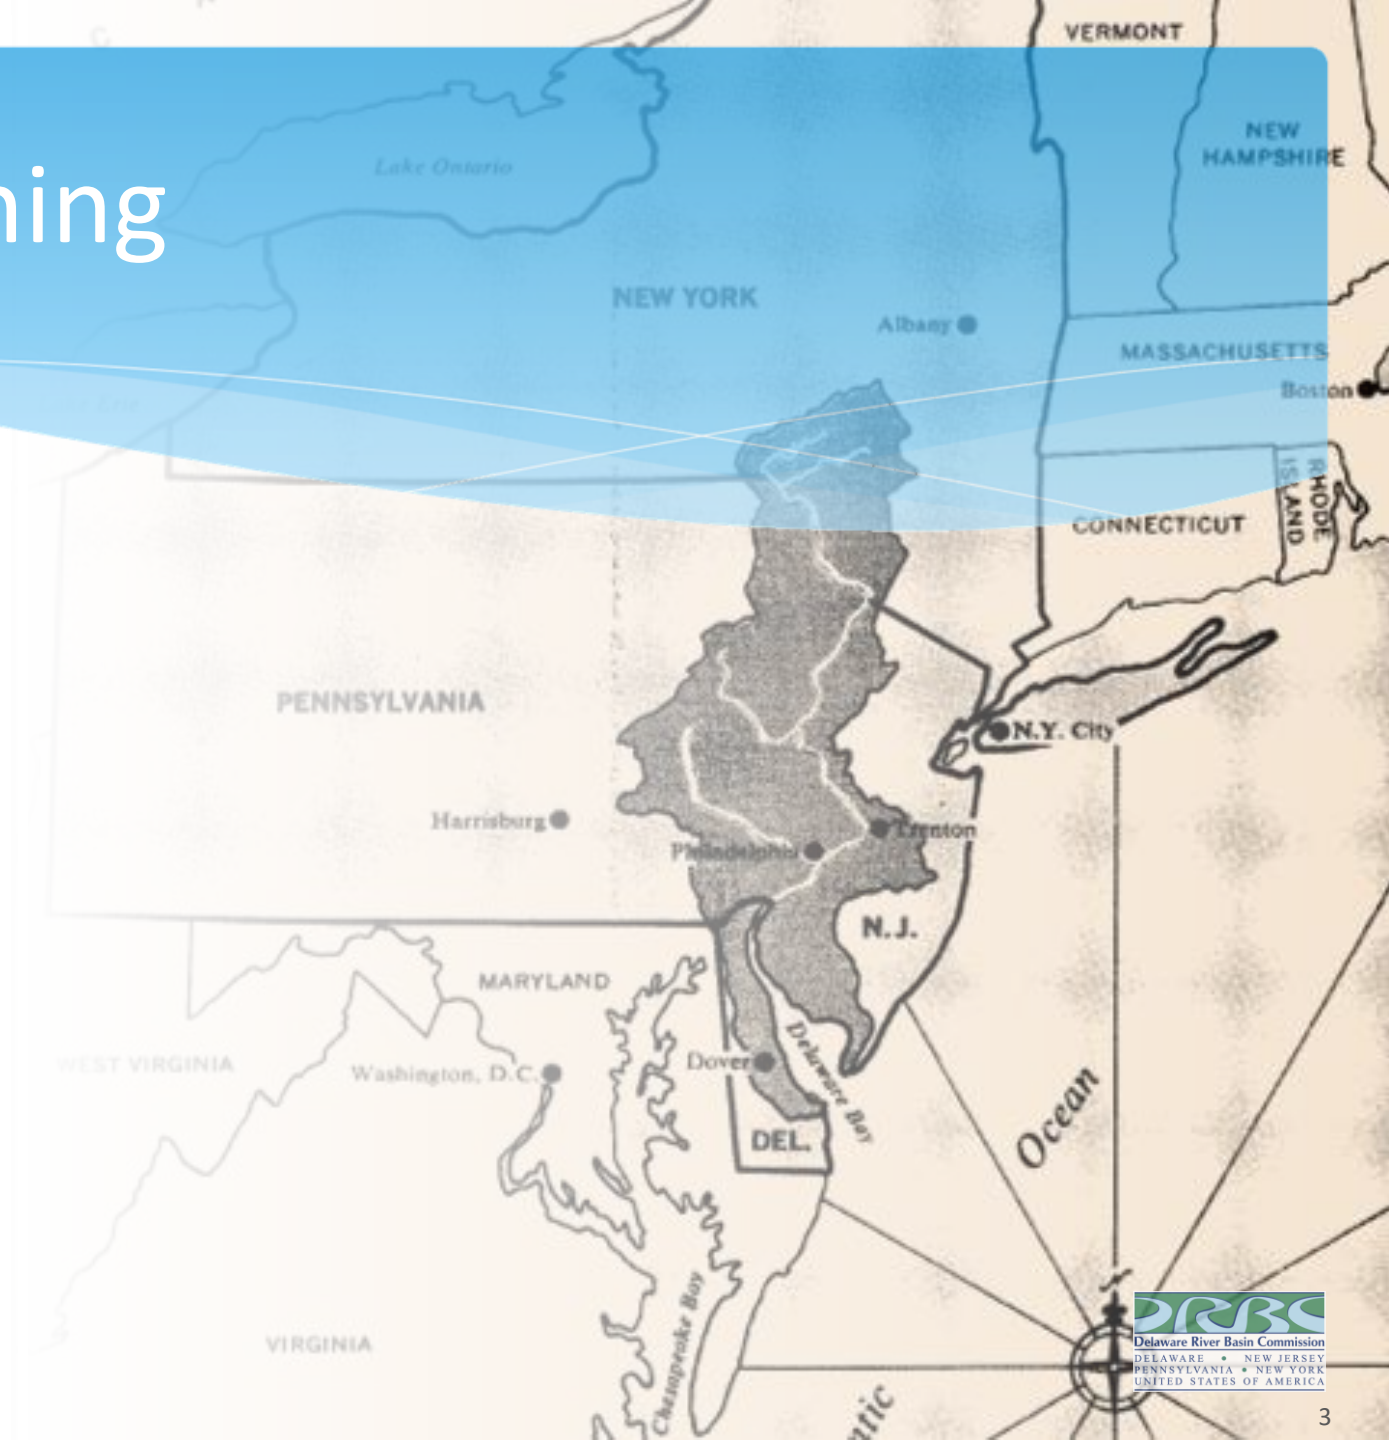 VERMONT
NEW
HAMPSHIRE
Lake Ontario
ning
NEW YORK
Albany
MASSACHUSETTS
Boston
RHODE
ISLAND
CONNECTICUT
PENNSYLVANIA
N.Y. City
Harrisburg
Trenton
Philadelphia
N.J.
MARYLAND
WEST VIRGINIA
Washington, D.C.
Dover
Delaware Bay
DEL.
Ocean
Chesapeake Bay
VIRGINIA
DRBC
Delaware River Basin Commission
DELAWARE • NEW JERSEY
PENNSYLVANIA • NEW YORK
UNITED STATES OF AMERICA
ntic
3